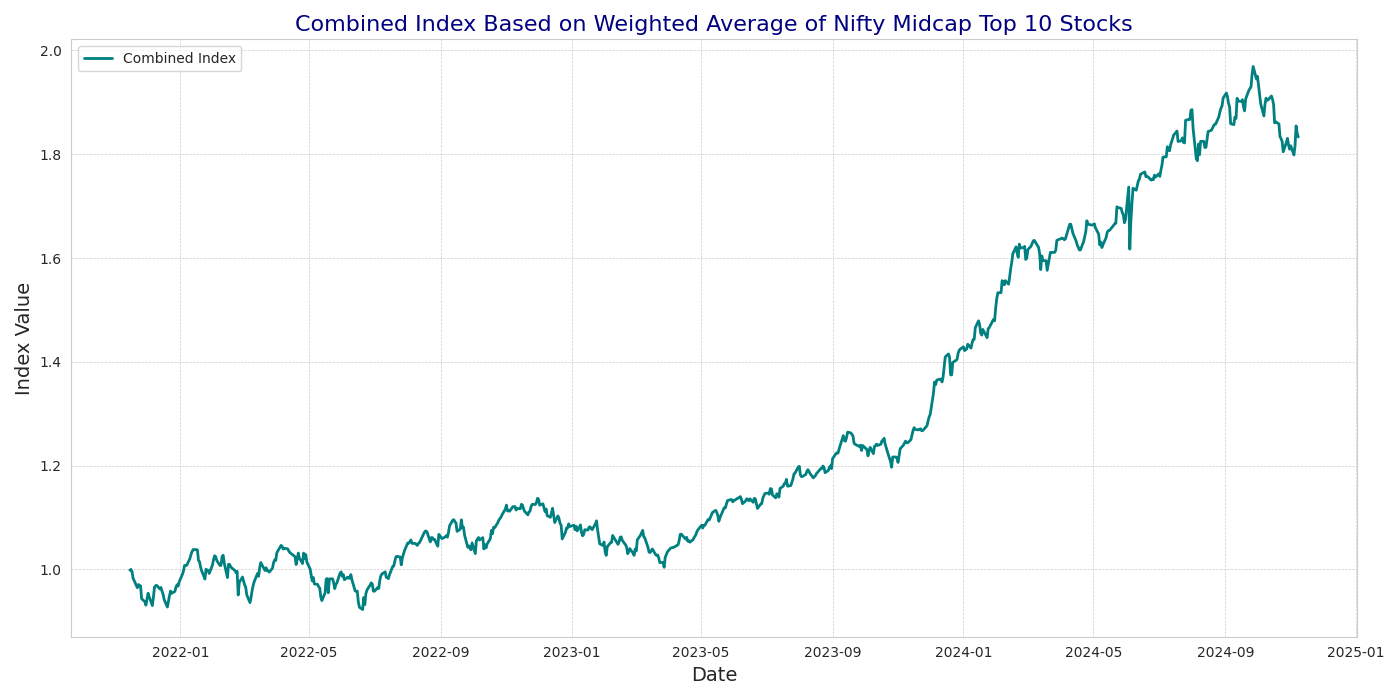 Combined Index Based on Weighted Average of Nifty Midcap Top 10 Stocks
Combined Index
2.0
1.8
1.6
1.4
1.2
1.0
Index Value
2022-01 2022-05 2022-09 2023-01 2023-05 2023-09 2024-01 2024-05 2024-09 2025-01
Date